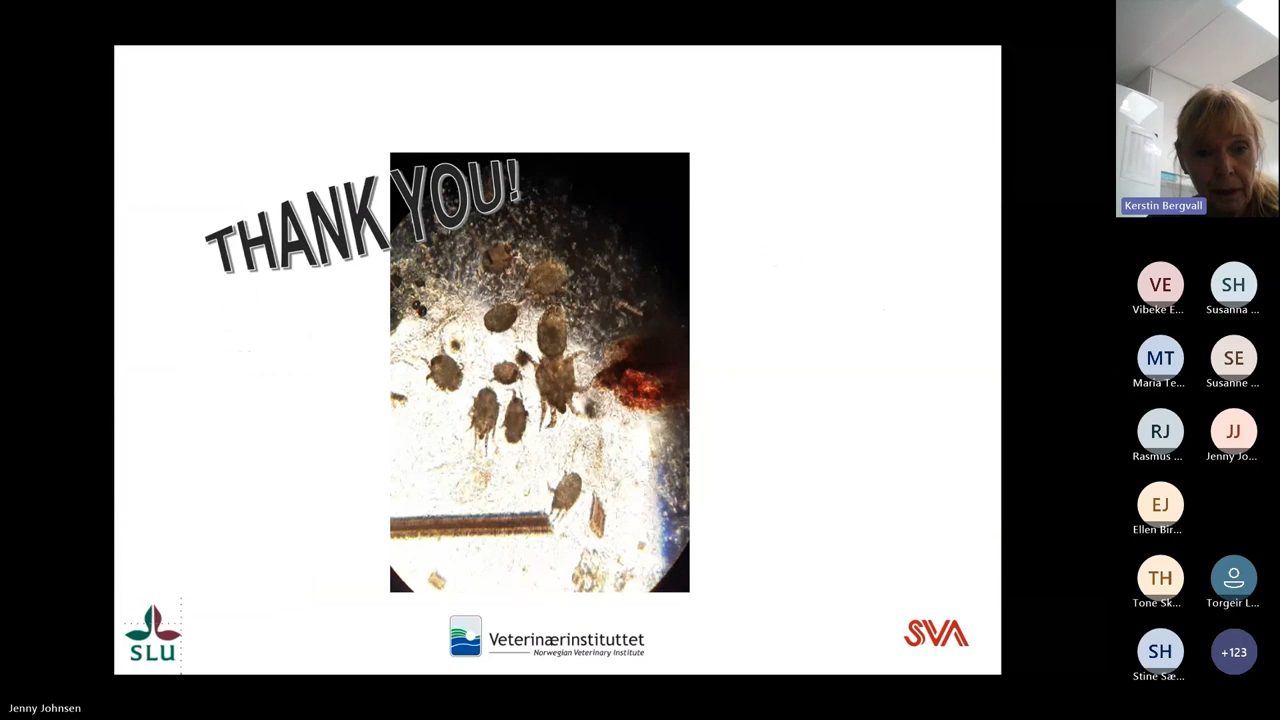 THANK YOU!
SLU
Veterinærinstituttet
Norwegian Veterinary Institute
SVA
Kerstin Bergvall
VE
Vibeke E...
SH
Susanna ...
MT
Maria Te...
SE
Susanne ...
RJ
Rasmus ...
JJ
Jenny Jo...
EJ
Ellen Bir...
TH
Tone Sk...
Torgeir L...
SH
Stine Sæ...
+123
Jenny Johnsen